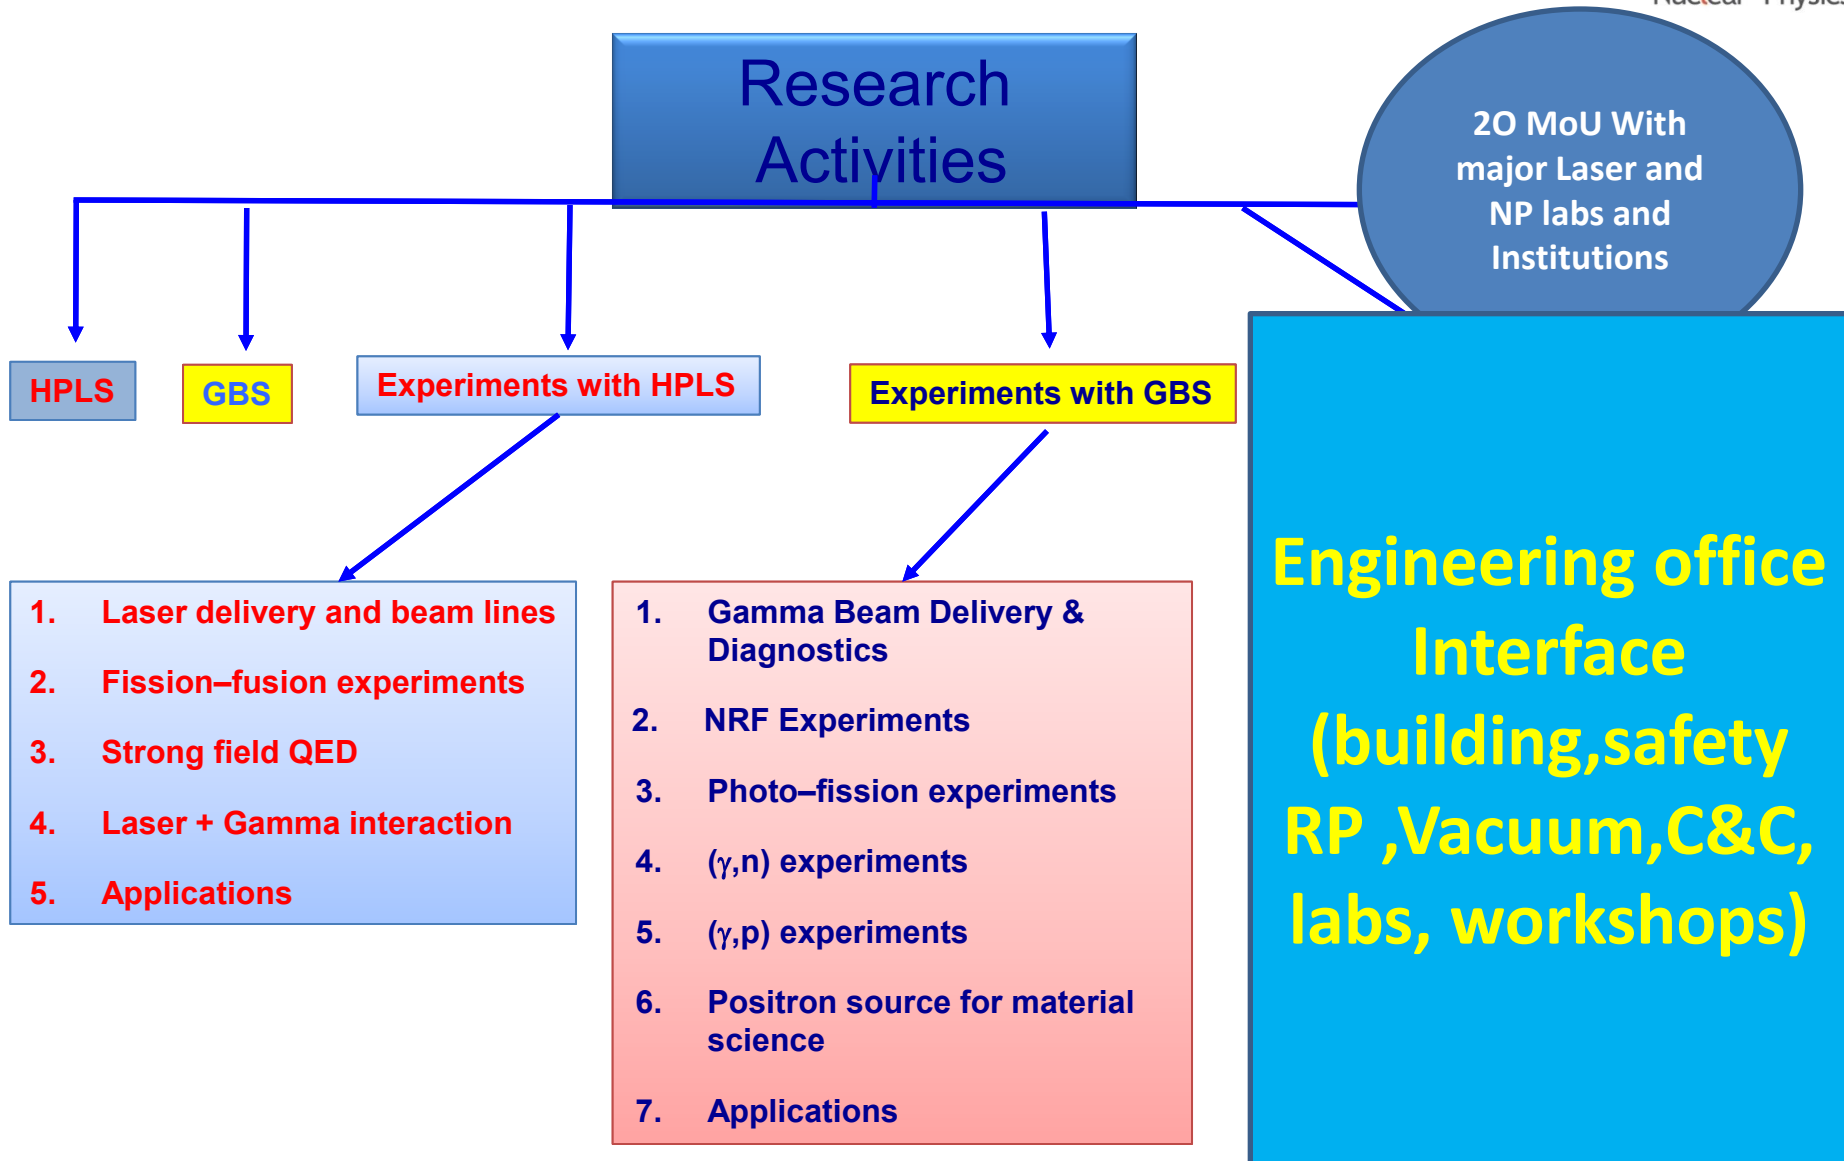 Nuclear Physics
Research
Activities
2O MoU With
major Laser and
NP labs and
Institutions
HPLS
GBS
Experiments with HPLS
Experiments with GBS
1. Laser delivery and beam lines
2. Fission–fusion experiments
3. Strong field QED
4. Laser + Gamma interaction
5. Applications
1. Gamma Beam Delivery &
Diagnostics
2. NRF Experiments
3. Photo–fission experiments
4. (γ,n) experiments
5. (γ,p) experiments
6. Positron source for material
science
7. Applications
Engineering office
Interface
(building,safety
RP ,Vacuum,C&C,
labs, workshops)